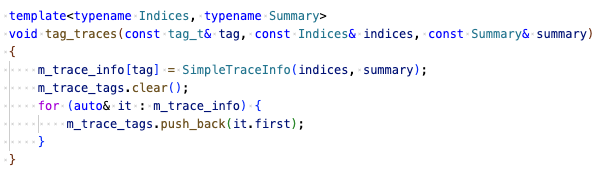 template<typename Indices, typename Summary>
void tag_traces(const tag_t& tag, const Indices& indices, const Summary& summary)
{
    m_trace_info[tag] = SimpleTraceInfo(indices, summary);
    m_trace_tags.clear();
    for (auto& it : m_trace_info) {
        m_trace_tags.push_back(it.first);
    }
}